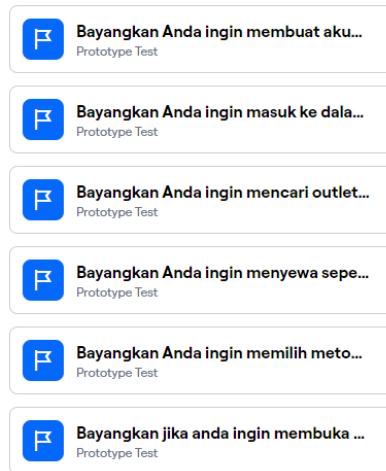 Bayangkan Anda ingin membuat aku...
Prototype Test
Bayangkan Anda ingin masuk ke dala...
Prototype Test
Bayangkan Anda ingin mencari outlet...
Prototype Test
Bayangkan Anda ingin menyewa sepe...
Prototype Test
Bayangkan Anda ingin memilih meto...
Prototype Test
Bayangkan jika anda ingin membuka ...
Prototype Test